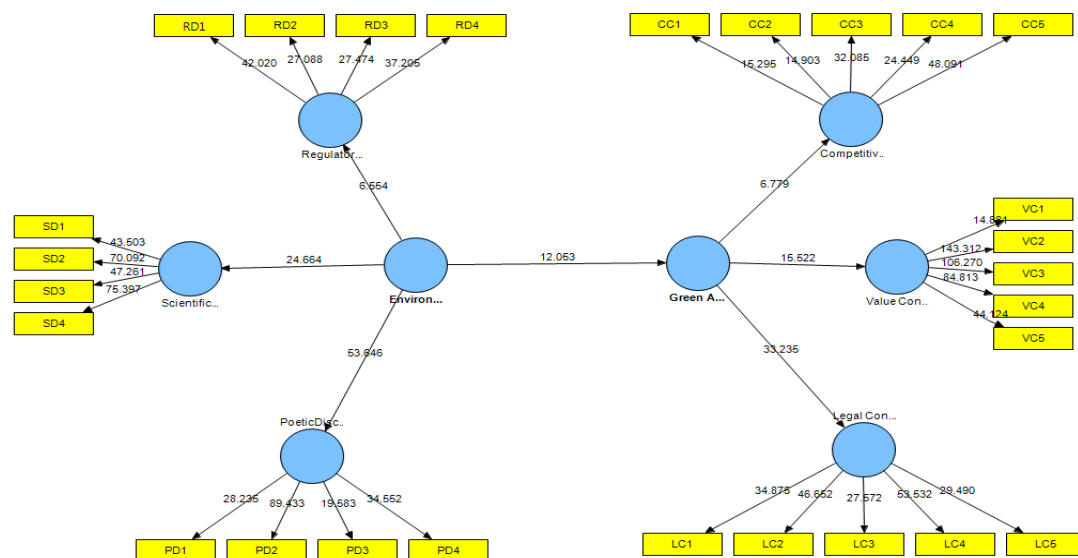 RD1 RD2 RD3 RD4
42.020 27.088 27.474 37.205
Regulator...
6.554
CC1 CC2 CC3 CC4 CC5
15.295 14.903 32.085 24.449 48.091
Competitiv..
6.779
SD1
SD2
SD3
SD4
43.503
70.092
47.261
75.397
Scientific...
24.664
Environ...
12.053
Green A...
15.522
Value Con..
14.881
143.312
106.270
84.813
44.124
VC1
VC2
VC3
VC4
VC5
53.646
PoeticDisc..
28.235 89.433 19.583 34.552
PD1 PD2 PD3 PD4
33.235
Legal Con...
34.875 46.652 27.572 53.532 29.490
LC1 LC2 LC3 LC4 LC5